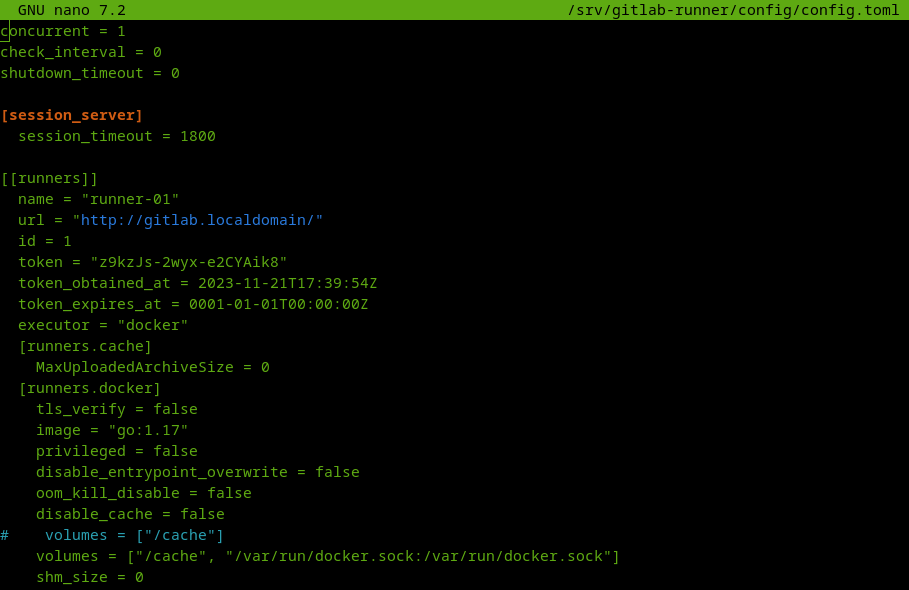 GNU nano 7.2 /srv/gitlab-runner/config/config.toml
concurrent = 1
check_interval = 0
shutdown_timeout = 0
[session_server]
session_timeout = 1800
[[runners]]
name = "runner-01"
url = "http://gitlab.localdomain/"
id = 1
token = "z9kzJs-2wyx-e2CYAik8"
token_obtained_at = 2023-11-21T17:39:54Z
token_expires_at = 0001-01-01T00:00:00Z
executor = "docker"
[runners.cache]
MaxUploadedArchiveSize = 0
[runners.docker]
tls_verify = false
image = "go:1.17"
privileged = false
disable_entrypoint_overwrite = false
oom_kill_disable = false
disable_cache = false
#    volumes = ["/cache"]
volumes = ["/cache", "/var/run/docker.sock:/var/run/docker.sock"]
shm_size = 0